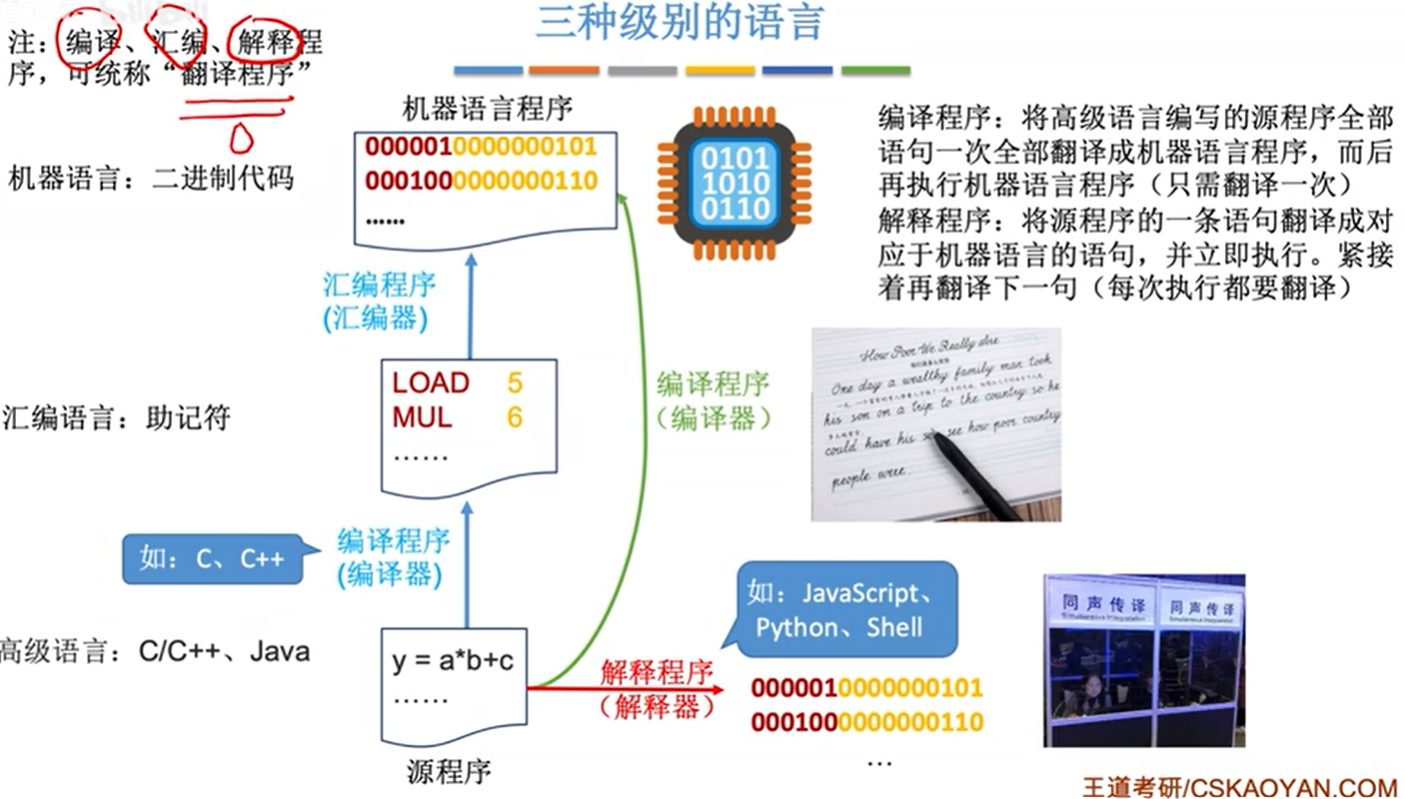 三种级别的语言
注：编译、汇编、解释程
序，可统称“翻译程序”
机器语言程序
0000010000000101
0001000000000110
......
0101
1010
0110
编译程序：将高级语言编写的源程序全部
语句一次全部翻译成机器语言程序，而后
再执行机器语言程序（只需翻译一次）
解释程序：将源程序的一条语句翻译成对
应于机器语言的语句，并立即执行。紧接
着再翻译下一句（每次执行都要翻译）
机器语言：二进制代码
汇编程序
(汇编器)
LOAD 5
MUL 6
......
汇编语言：助记符
编译程序
（编译器）
How Poor We Really Are
One day a wealthy family man took
his son on a trip to the country so he
could have his son see how poor country
people were.
如：C、C++
编译程序
(编译器)
高级语言：C/C++、Java
y = a*b+c
......
源程序
解释程序
（解释器）
如：JavaScript、
Python、Shell
0000010000000101
0001000000000110
...
同声传译
Simultaneous Interpretation
同声传译
Simultaneous Interpretation
王道考研/CSKAOYAN.COM